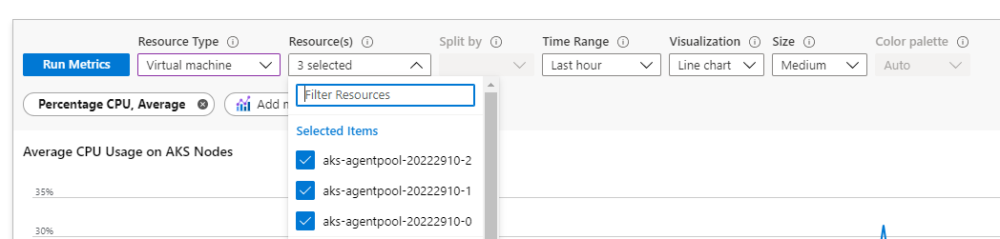 Resource Type
Resource(s)
Split by
Time Range
Visualization
Size
Color palette
Run Metrics
Virtual machine
3 selected
Last hour
Line chart
Medium
Auto
Percentage CPU, Average
Add
Filter Resources
Selected Items
Average CPU Usage on AKS Nodes
aks-agentpool-20222910-2
aks-agentpool-20222910-1
35%
aks-agentpool-20222910-0
30%